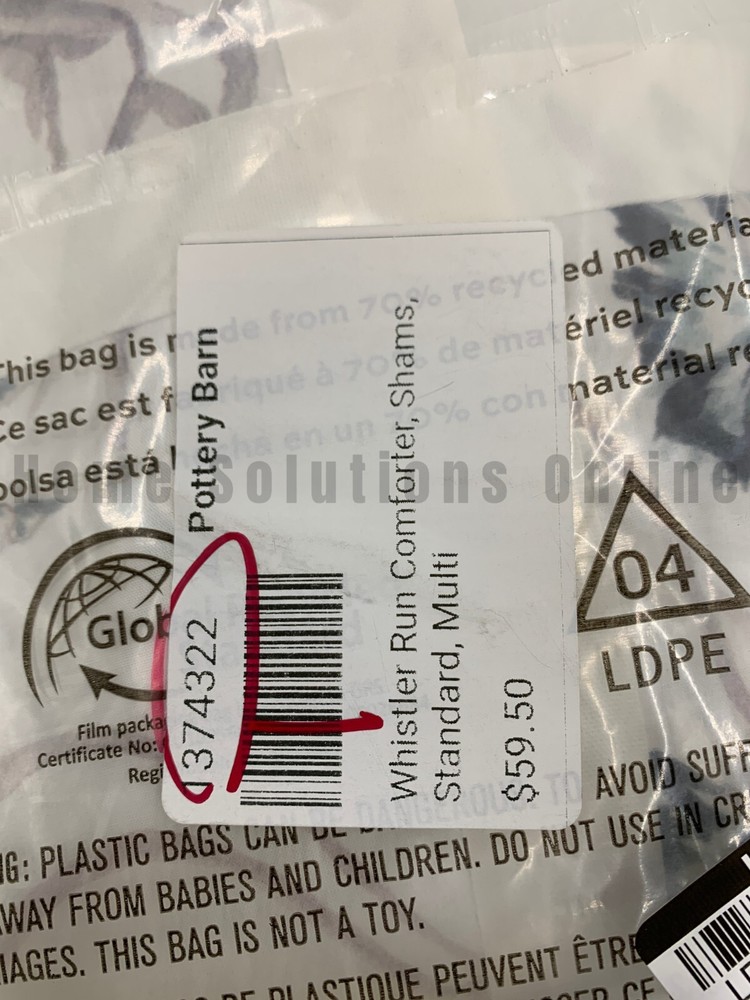 This bag is made from 70% recycled materia
Ce sac est fabriqué à 70% de matériel recyc
bolsa está hecha en un 70% con material re
Home Solutions Online
Pottery Barn
374322
Whistler Run Comforter, Shams,
Standard, Multi
$59.50
Glob
Film packa
Certificate No:
Regi
04
LDPE
NG: PLASTIC BAGS CAN BE DANGEROUS. TO AVOID SUFF
AWAY FROM BABIES AND CHILDREN. DO NOT USE IN CR
IAGES. THIS BAG IS NOT A TOY.
DE PLASTIQUE PEUVENT ÊTRE